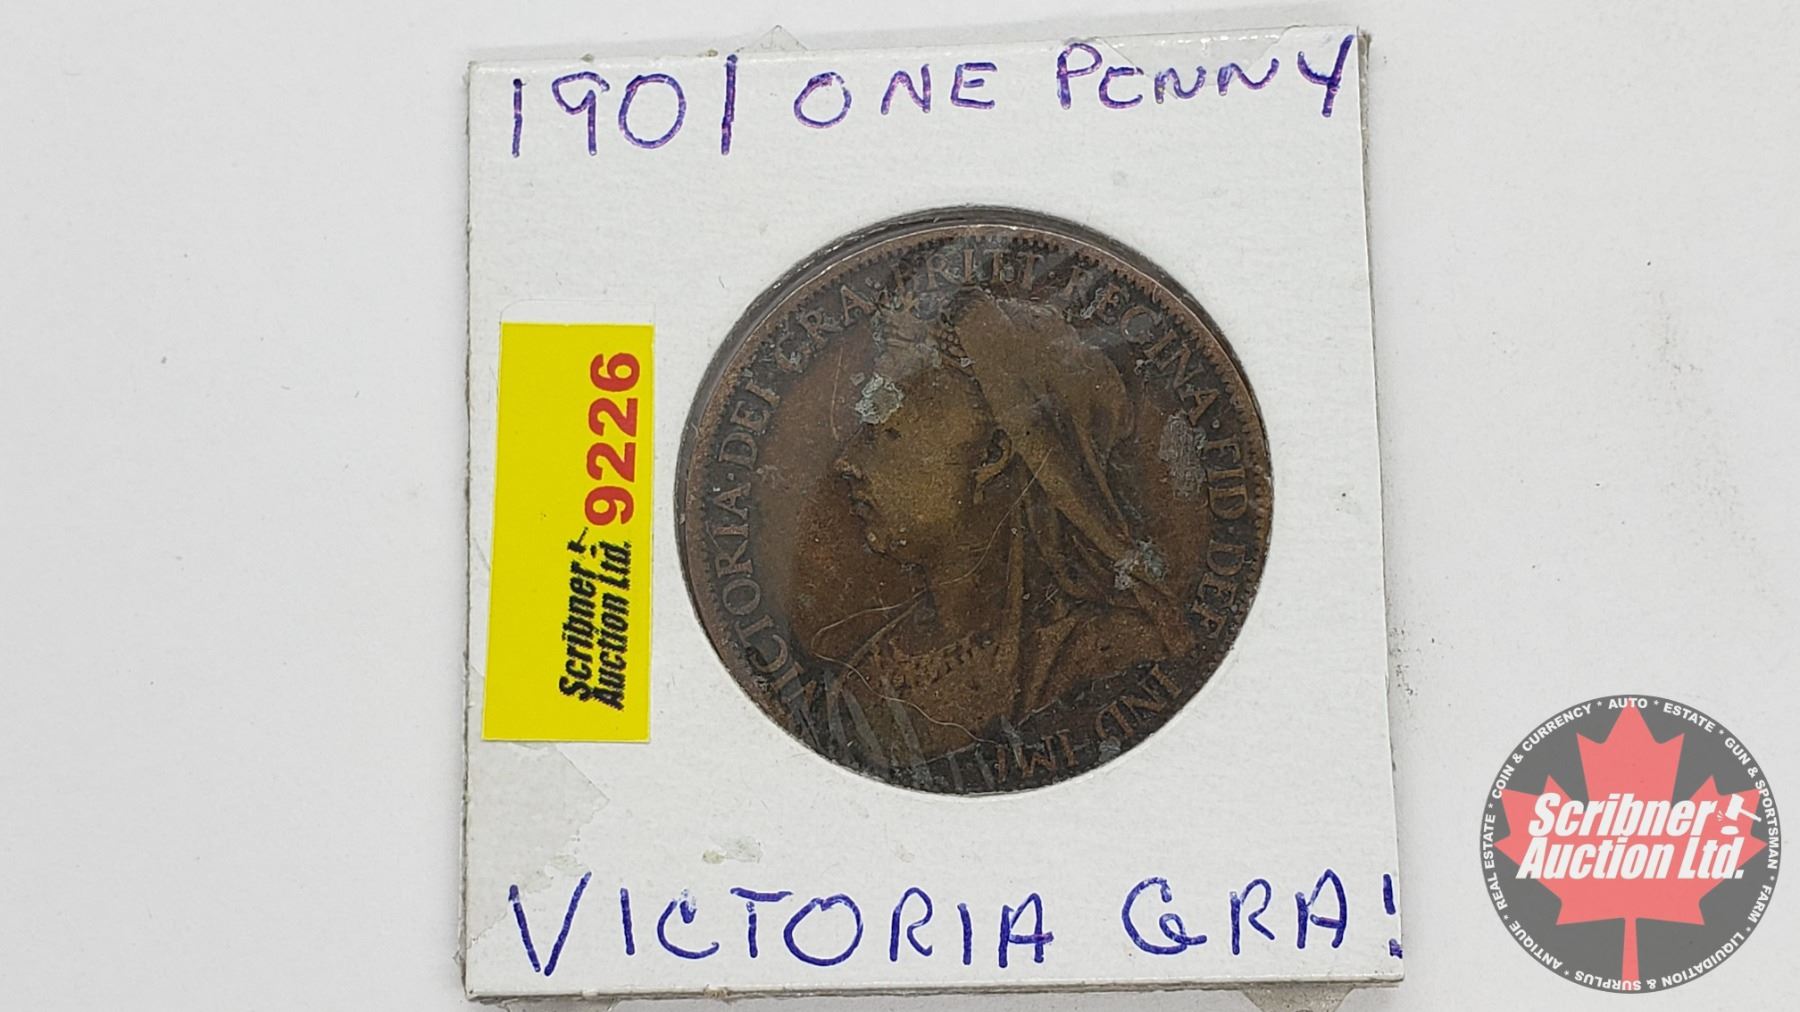 1901 ONE PENNY
9226
Scribner
Auction Ltd.
VICTORIA·DEI·GRA:BRITT·REGINA·FID·DEF·IND·IMP
VICTORIA GRA!
REAL ESTATE * COIN & CURRENCY * AUTO * ESTATE * GUN & SPORTSMAN * FARM * LIQUIDATION & SURPLUS * ANTIQUE *
Scribner
Auction Ltd.